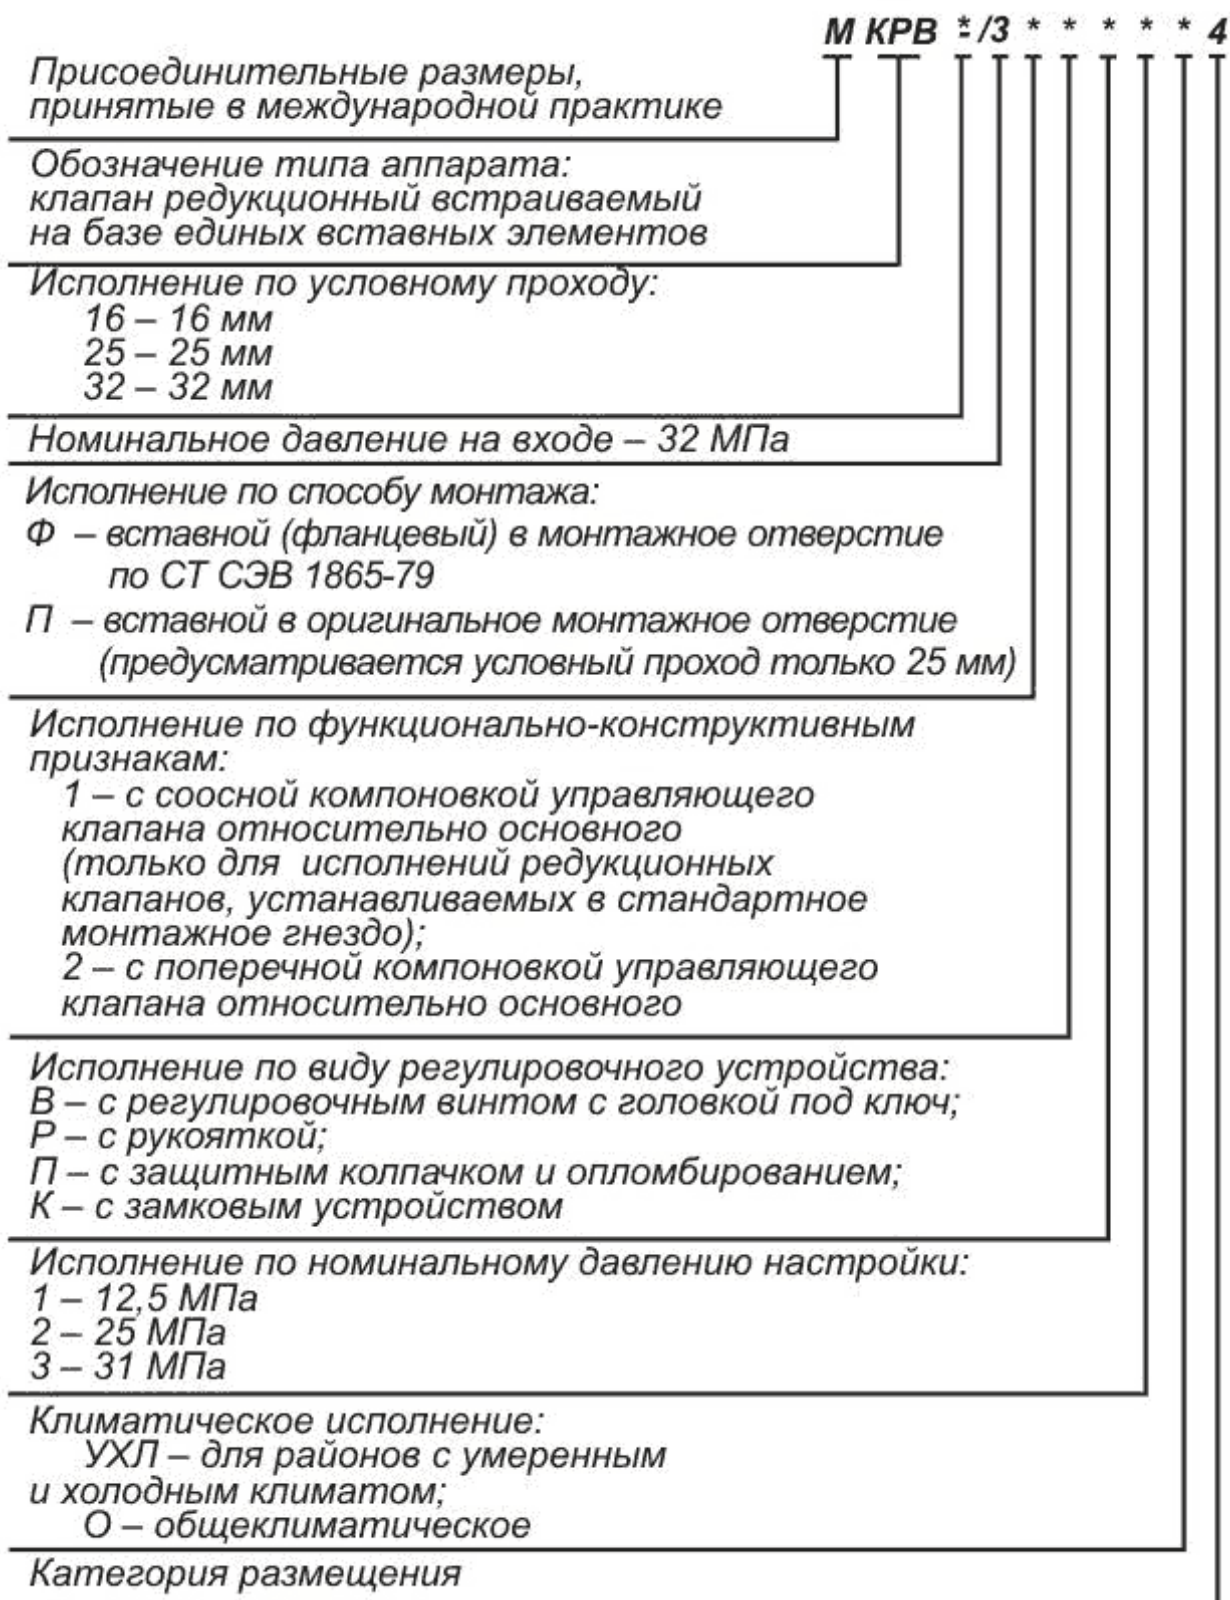 М КРВ * /3 * * * * * 4
Присоединительные размеры,
принятые в международной практике
Обозначение типа аппарата:
клапан редукционный встраиваемый
на базе единых вставных элементов
Исполнение по условному проходу:
16 – 16 мм
25 – 25 мм
32 – 32 мм
Номинальное давление на входе – 32 МПа
Исполнение по способу монтажа:
Ф – вставной (фланцевый) в монтажное отверстие
по СТ СЭВ 1865-79
П – вставной в оригинальное монтажное отверстие
(предусматривается условный проход только 25 мм)
Исполнение по функционально-конструктивным
признакам:
1 – с соосной компоновкой управляющего
клапана относительно основного
(только для исполнений редукционных
клапанов, устанавливаемых в стандартное
монтажное гнездо);
2 – с поперечной компоновкой управляющего
клапана относительно основного
Исполнение по виду регулировочного устройства:
В – с регулировочным винтом с головкой под ключ;
Р – с рукояткой;
П – с защитным колпачком и опломбированием;
К – с замковым устройством
Исполнение по номинальному давлению настройки:
1 – 12,5 МПа
2 – 25 МПа
3 – 31 МПа
Климатическое исполнение:
УХЛ – для районов с умеренным
и холодным климатом;
О – общеклиматическое
Категория размещения